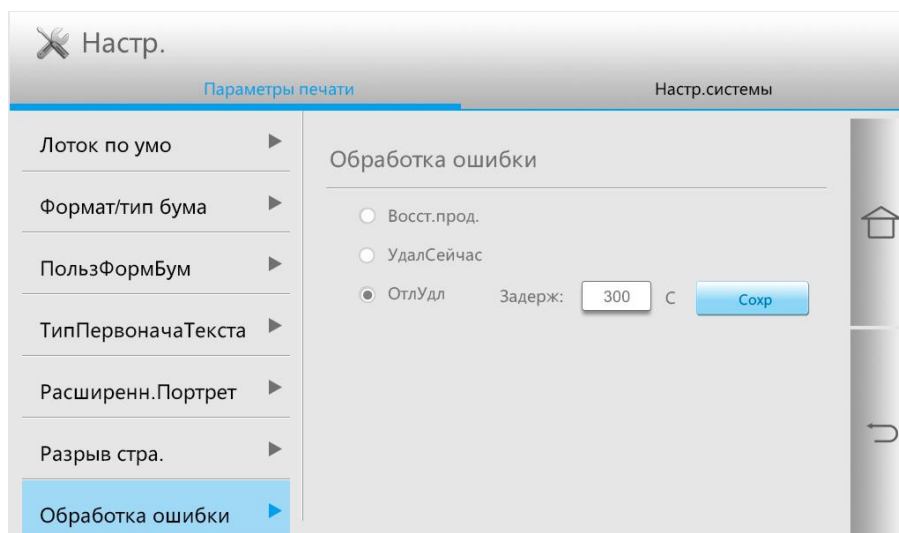 Настр.
Параметры печати
Настр.системы
Лоток по умо
Формат/тип бума
ПользФормБум
ТипПервоначаТекста
Расширенн.Портрет
Разрыв стра.
Обработка ошибки
Обработка ошибки
Восст.прод.
УдалСейчас
ОтлУдл Задерж: 300 С Сохр